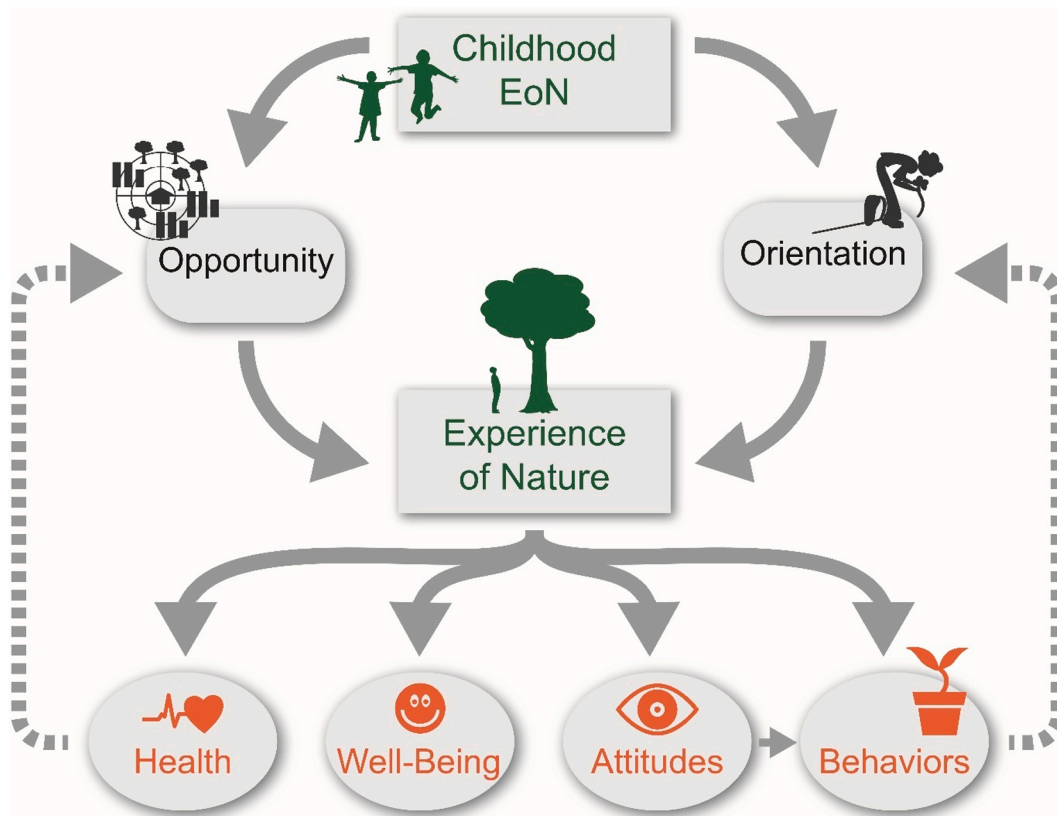 Childhood
EoN
Opportunity
Orientation
Experience
of Nature
Health
Well-Being
Attitudes
Behaviors